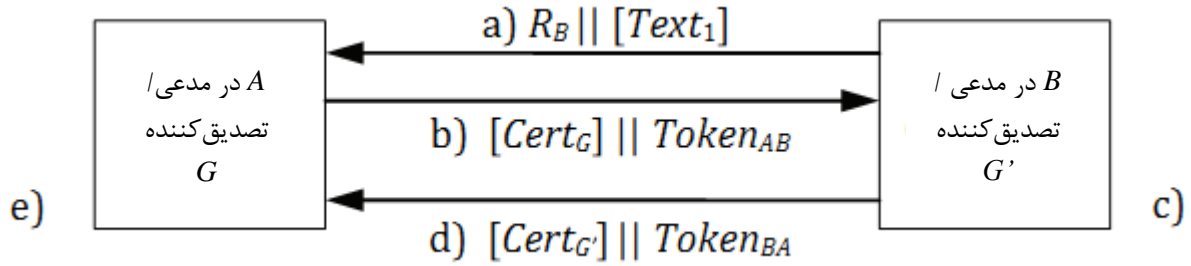 a) R_B || [Text_1]
A در مدعی/
تصدیق‌کننده
G
B در مدعی /
تصدیق‌کننده
G’
b) [Cert_G] || Token_AB
e)
c)
d) [Cert_G'] || Token_BA